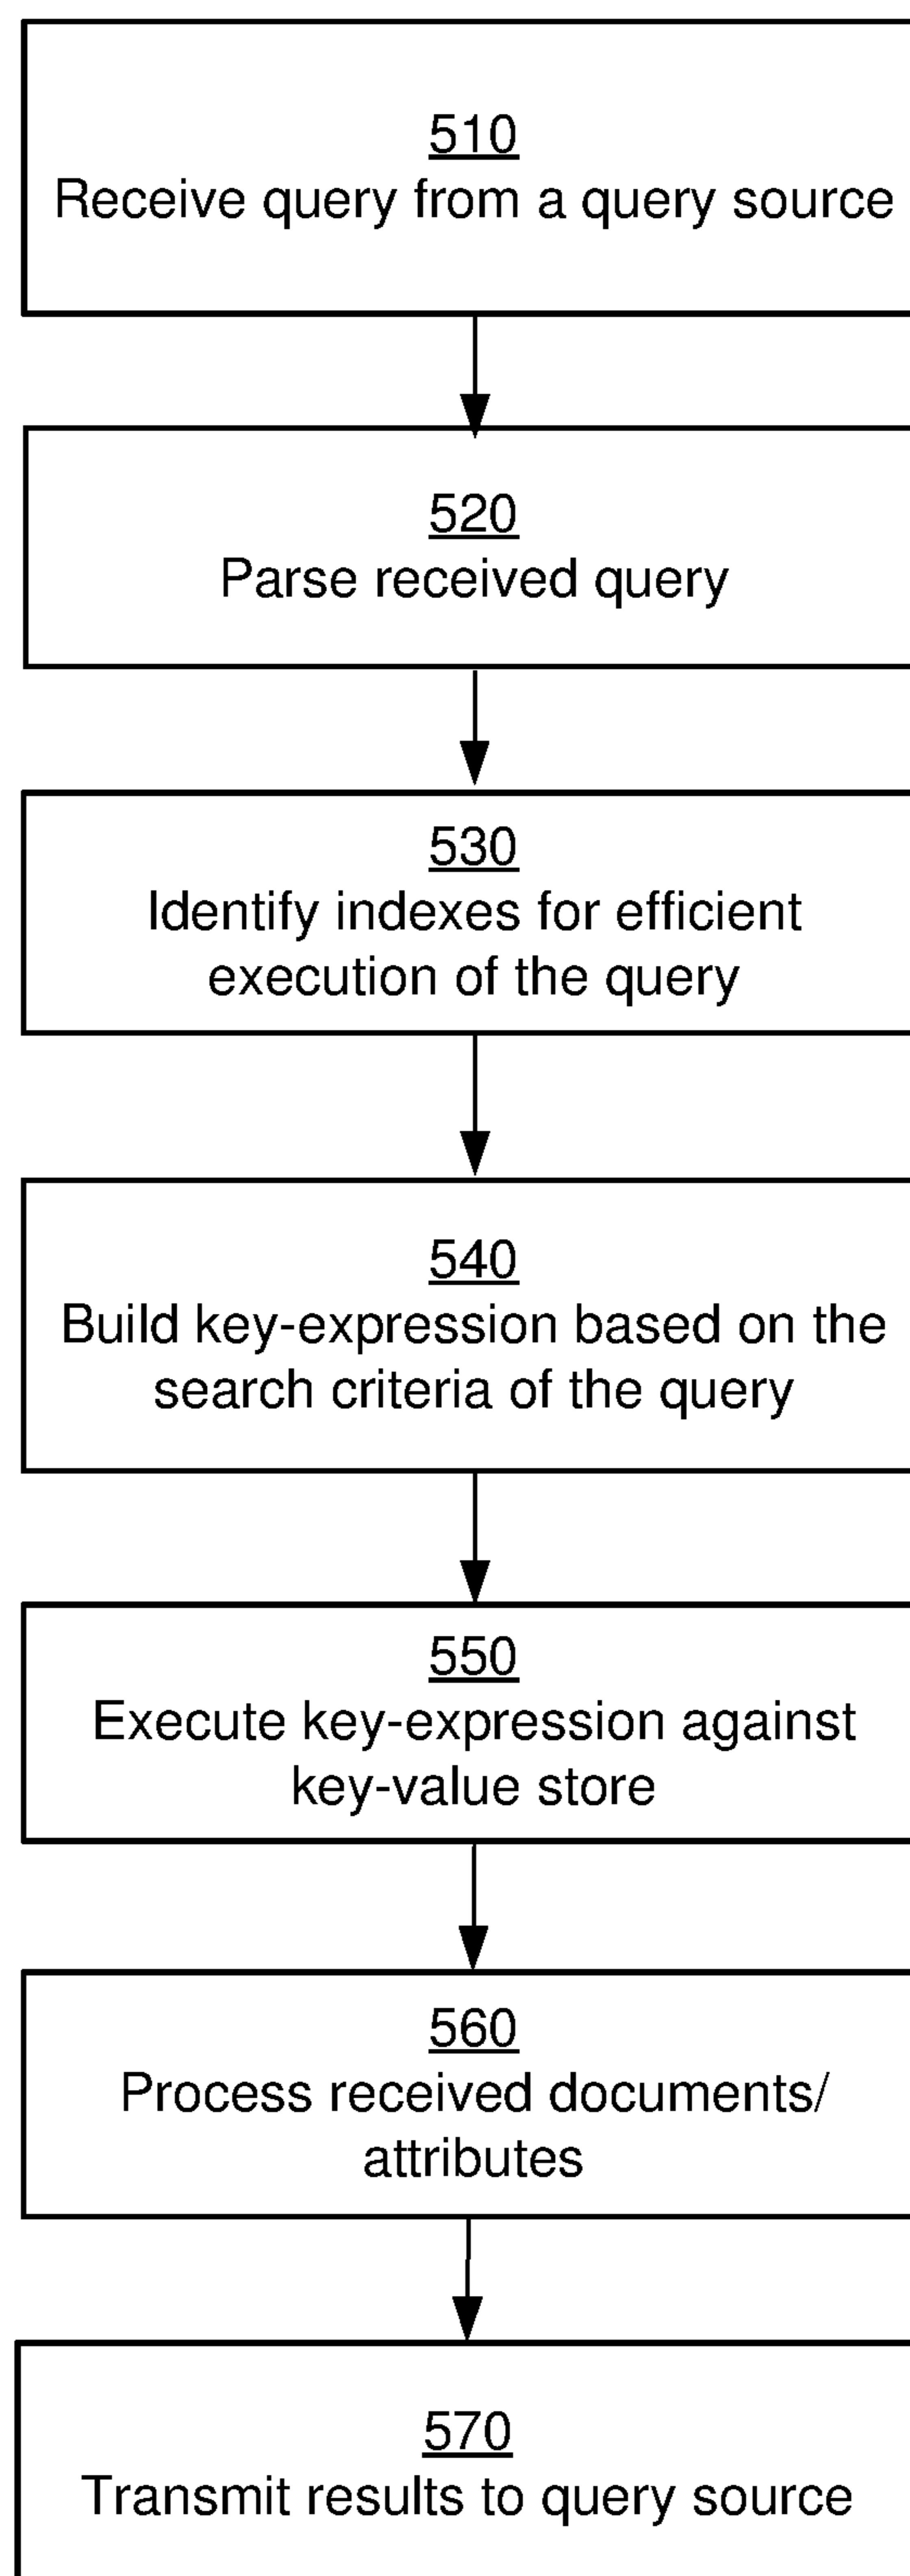 510
Receive query from a query source
520
Parse received query
530
Identify indexes for efficient
execution of the query
540
Build key-expression based on the
search criteria of the query
550
Execute key-expression against
key-value store
560
Process received documents/
attributes
570
Transmit results to query source